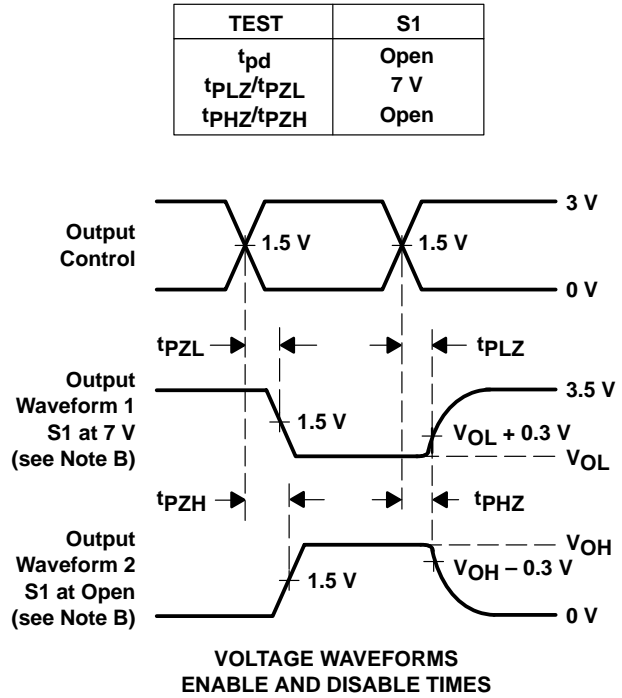 TEST S1
tpd Open
tPLZ/tPZL 7 V
tPHZ/tPZH Open
3 V
Output
Control
1.5 V 1.5 V
0 V
tPZL tPLZ
Output
Waveform 1
S1 at 7 V
(see Note B)
3.5 V
1.5 V
VOL + 0.3 V
VOL
tPZH tPHZ
Output
Waveform 2
S1 at Open
(see Note B)
VOH
1.5 V
VOH – 0.3 V
0 V
VOLTAGE WAVEFORMS
ENABLE AND DISABLE TIMES